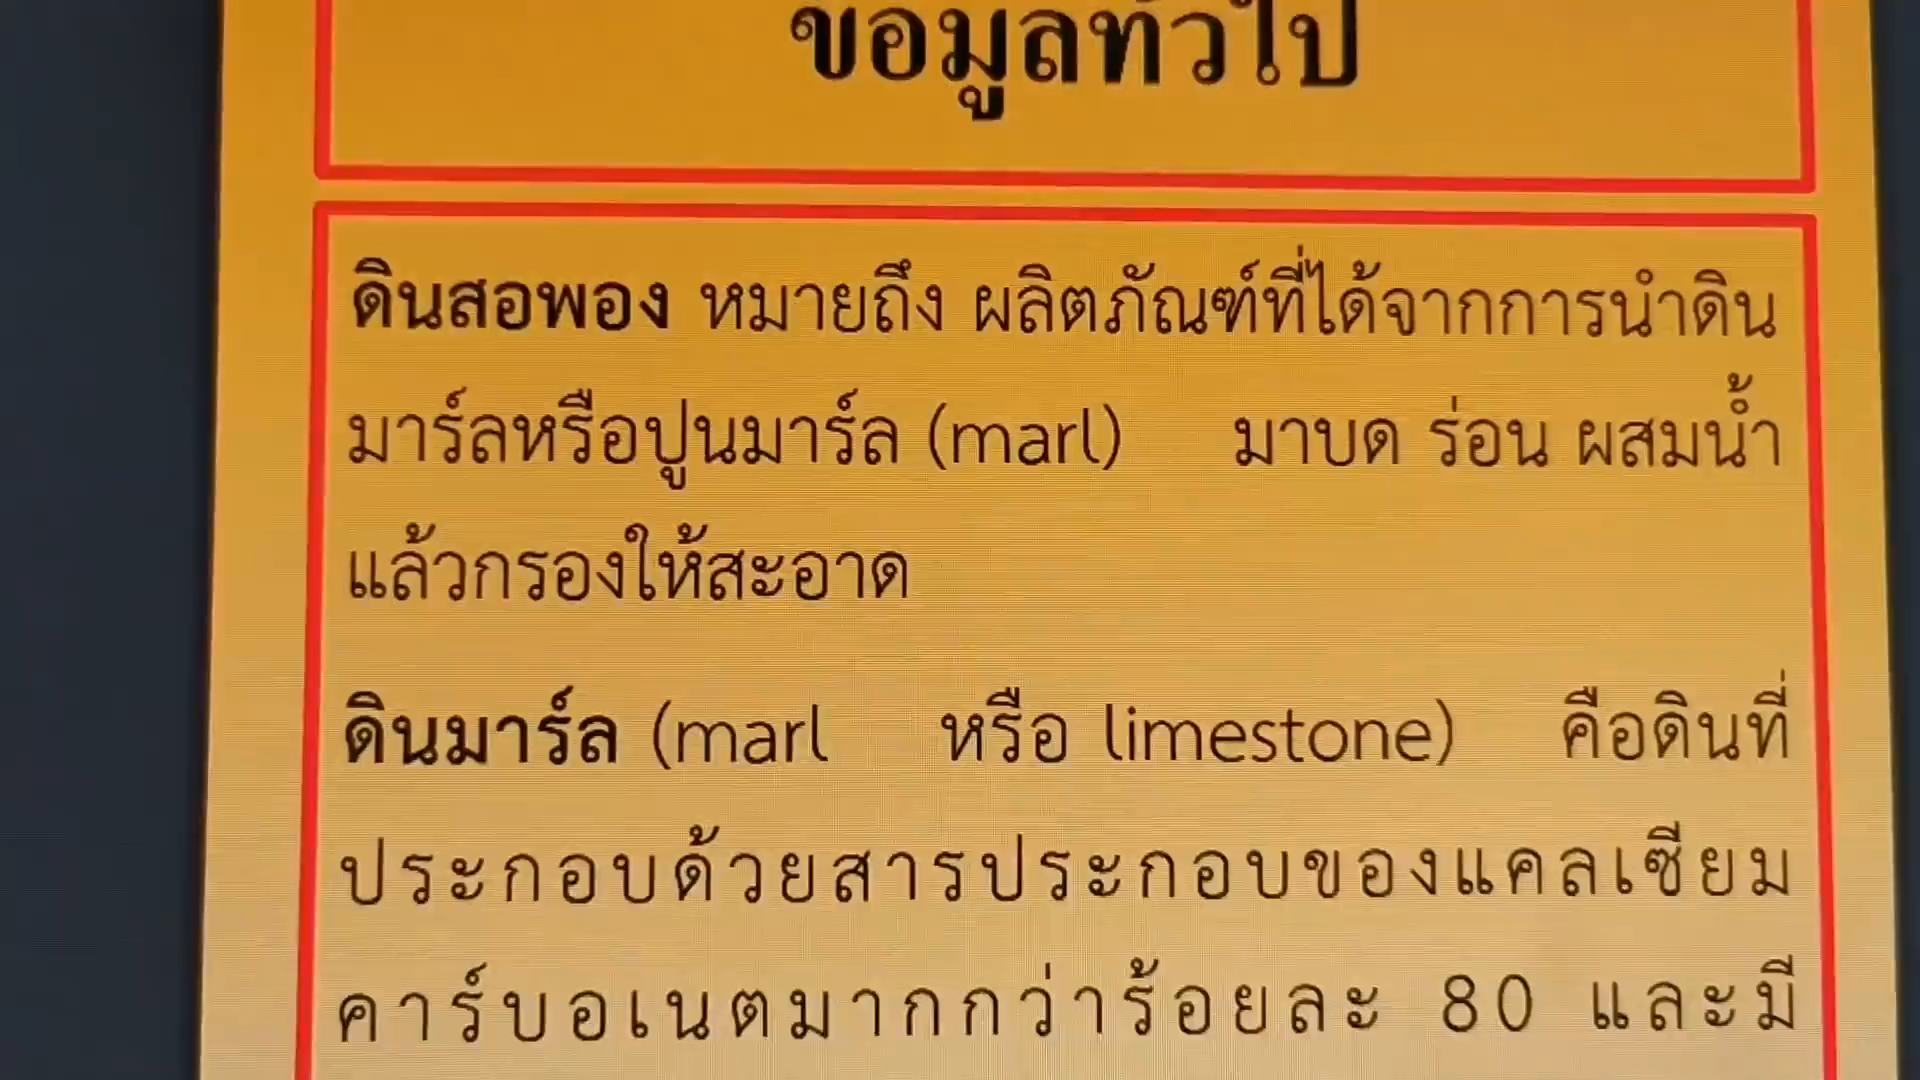 ข้อมูลทั่วไป
ดินสอพอง หมายถึง ผลิตภัณฑ์ที่ได้จากการนำดิน
มาร์ลหรือปูนมาร์ล (marl) มาบด ร่อน ผสมน้ำ
แล้วกรองให้สะอาด
ดินมาร์ล (marl หรือ limestone) คือดินที่
ประกอบด้วยสารประกอบของแคลเซียม
คาร์บอเนตมากกว่าร้อยละ 80 และมี